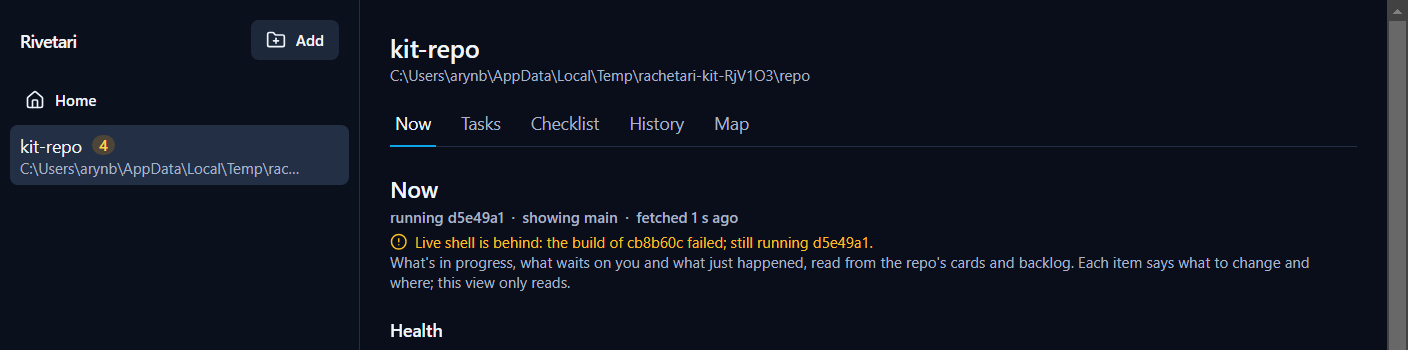 Rivetari
Add
Home
kit-repo 4
C:\Users\arynb\AppData\Local\Temp\rac...
kit-repo
C:\Users\arynb\AppData\Local\Temp\rachetari-kit-RjV1O3\repo
Now Tasks Checklist History Map
Now
running d5e49a1 · showing main · fetched 1 s ago
Live shell is behind: the build of cb8b60c failed; still running d5e49a1.
What's in progress, what waits on you and what just happened, read from the repo's cards and backlog. Each item says what to change and
where; this view only reads.
Health